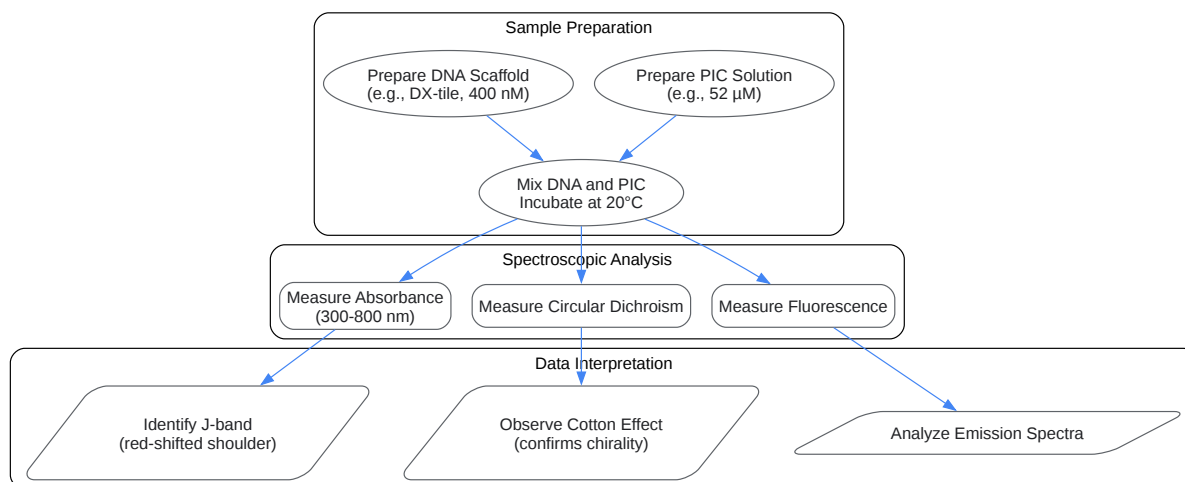 Sample Preparation
Prepare DNA Scaffold
(e.g., DX-tile, 400 nM)
Prepare PIC Solution
(e.g., 52 µM)
Mix DNA and PIC
Incubate at 20°C
Spectroscopic Analysis
Measure Absorbance
(300-800 nm)
Measure Circular Dichroism
Measure Fluorescence
Data Interpretation
Identify J-band
(red-shifted shoulder)
Observe Cotton Effect
(confirms chirality)
Analyze Emission Spectra